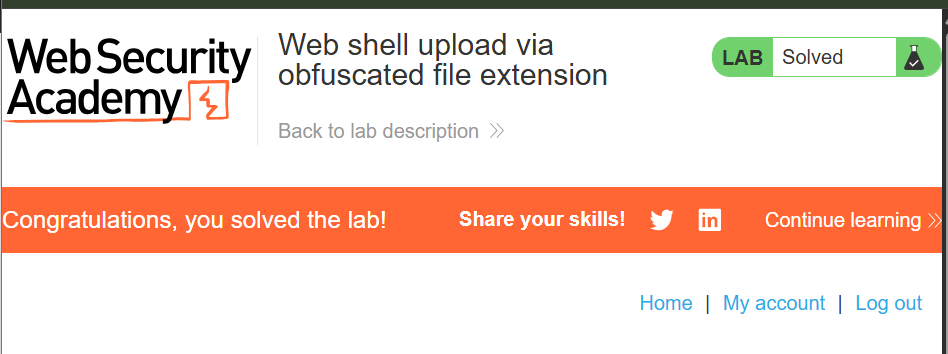 Web Security
Academy
Web shell upload via
obfuscated file extension
Back to lab description
LAB Solved
Congratulations, you solved the lab!
Share your skills!
Continue learning
Home | My account | Log out